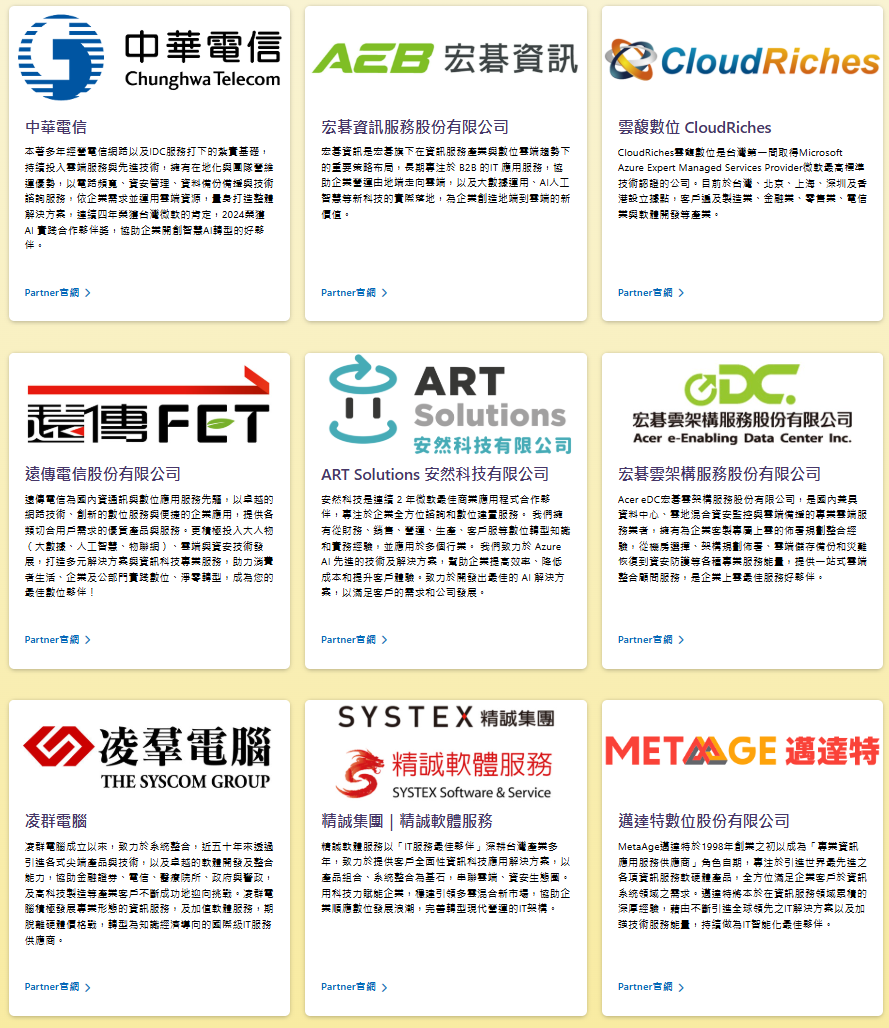 中華電信
Chunghwa Telecom
中華電信
本著多年經營電信網路以及IDC服務打下的紮實基礎，
持續投入雲端服務與先進技術，擁有在地化與團隊營維
運優勢，以電路頻寬、資安管理、資料備份備援與技術
諮詢服務，依企業需求並運用雲端資源，量身打造整體
解決方案，連續四年榮獲台灣微軟的肯定，2024榮獲
AI 實踐合作夥伴獎，協助企業開創智慧AI轉型的好夥
伴。
Partner官網
AEB 宏碁資訊
宏碁資訊服務股份有限公司
宏碁資訊是宏碁旗下在資訊服務產業與數位雲端趨勢下
的重要策略布局，長期專注於 B2B 的IT 應用服務，協
助企業營運由地端走向雲端，以及大數據運用、AI人工
智慧等新科技的實際落地，為企業創造地端到雲端的新
價值。
Partner官網
CloudRiches
雲馥數位 CloudRiches
CloudRiches雲馥數位是台灣第一間取得Microsoft
Azure Expert Managed Services Provider微軟最高標準
技術認證的公司。目前於台灣、北京、上海、深圳及香
港設立據點，客戶遍及製造業、金融業、零售業、電信
業與軟體開發等產業。
Partner官網
遠傳 FET
遠傳電信股份有限公司
遠傳電信為國內資通訊與數位應用服務先驅，以卓越的
網路技術、創新的數位服務與便捷的企業應用，提供各
類切合用戶需求的優質產品與服務。更積極投入大人物
（大數據、人工智慧、物聯網）、雲端與資安技術發
展，打造多元解決方案與資訊科技專業服務，助力消費
者生活、企業及公部門實踐數位、淨零轉型，成為您的
最佳數位夥伴！
Partner官網
ART
Solutions
安然科技有限公司
ART Solutions 安然科技有限公司
安然科技是連續 2 年微軟最佳商業應用程式合作夥
伴，專注於企業全方位諮詢和數位建置服務。 我們擁
有從財務、銷售、營運、生產、客戶服等數位轉型知識
和實務經驗，並應用於多個行業。 我們致力於 Azure
AI 先進的技術及解決方案，幫助企業提高效率、降低
成本和提升客戶體驗。致力於開發出最佳的 AI 解決方
案，以滿足客戶的需求和公司發展。
Partner官網
eDC.
宏碁雲架構服務股份有限公司
Acer e-Enabling Data Center Inc.
宏碁雲架構服務股份有限公司
Acer eDC宏碁雲架構服務股份有限公司，是國內兼具
資料中心、雲地混合資安監控與雲端備援的專業雲端服
務業者，擁有為企業客製專屬上雲的佈署規劃整合經
驗，從機房選擇、架構規劃佈署、雲端儲存備份和災難
恢復到資安防護等各種專業服務能量，提供一站式雲端
整合顧問服務，是企業上雲最佳服務好夥伴。
Partner官網
凌羣電腦
THE SYSCOM GROUP
凌群電腦
凌群電腦成立以來，致力於系統整合，近五十年來透過
引進各式尖端產品與技術，以及卓越的軟體開發及整合
能力，協助金融證券、電信、醫療院所、政府與警政，
及高科技製造等產業客戶不斷成功地迎向挑戰。凌群電
腦積極發展專業形態的資訊服務，及加值軟體服務，期
脫離硬體價格戰，轉型為知識經濟導向的國際級IT服務
供應商。
Partner官網
SYSTEX 精誠集團
精誠軟體服務
SYSTEX Software & Service
精誠集團 | 精誠軟體服務
精誠軟體服務以「IT服務最佳夥伴」深耕台灣產業多
年，致力於提供客戶全面性資訊科技應用解決方案，以
產品組合、系統整合為基石，串聯雲端、資安生態圈。
用科技力賦能企業，穩建引領多雲混合新市場，協助企
業順應數位發展浪潮，完善轉型現代營運的IT架構。
Partner官網
METAAGE 邁達特
邁達特數位股份有限公司
MetaAge邁達特於1998年創業之初以成為「專業資訊
應用服務供應商」角色自期，專注於引進世界最先進之
各項資訊服務軟硬體產品，全方位滿足企業客戶於資訊
系統領域之需求。邁達特將本於在資訊服務領域累積的
深厚經驗，藉由不斷引進全球領先之IT解決方案以及加
強技術服務能量，持續做為IT智能化最佳夥伴。
Partner官網